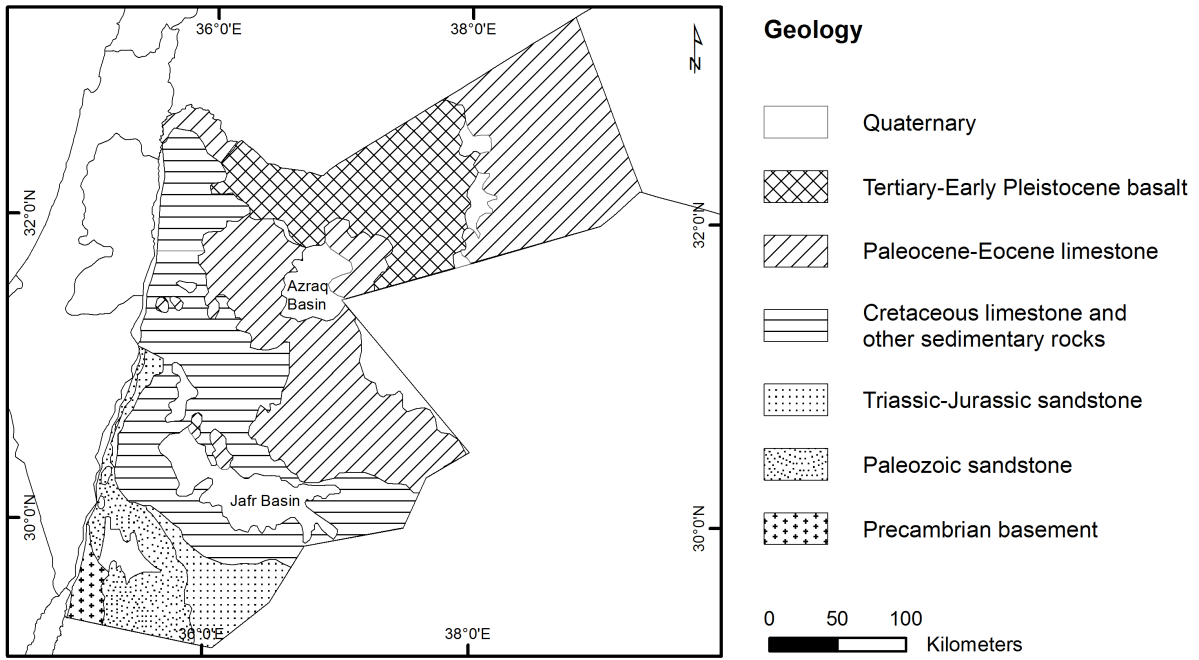 36°0'E
38°0'E
N
32°0'N
32°0'N
Azraq
Basin
Jafr Basin
30°0'N
30°0'N
36°0'E
38°0'E
Geology
Quaternary
Tertiary-Early Pleistocene basalt
Paleocene-Eocene limestone
Cretaceous limestone and
other sedimentary rocks
Triassic-Jurassic sandstone
Paleozoic sandstone
Precambrian basement
0 50 100
Kilometers